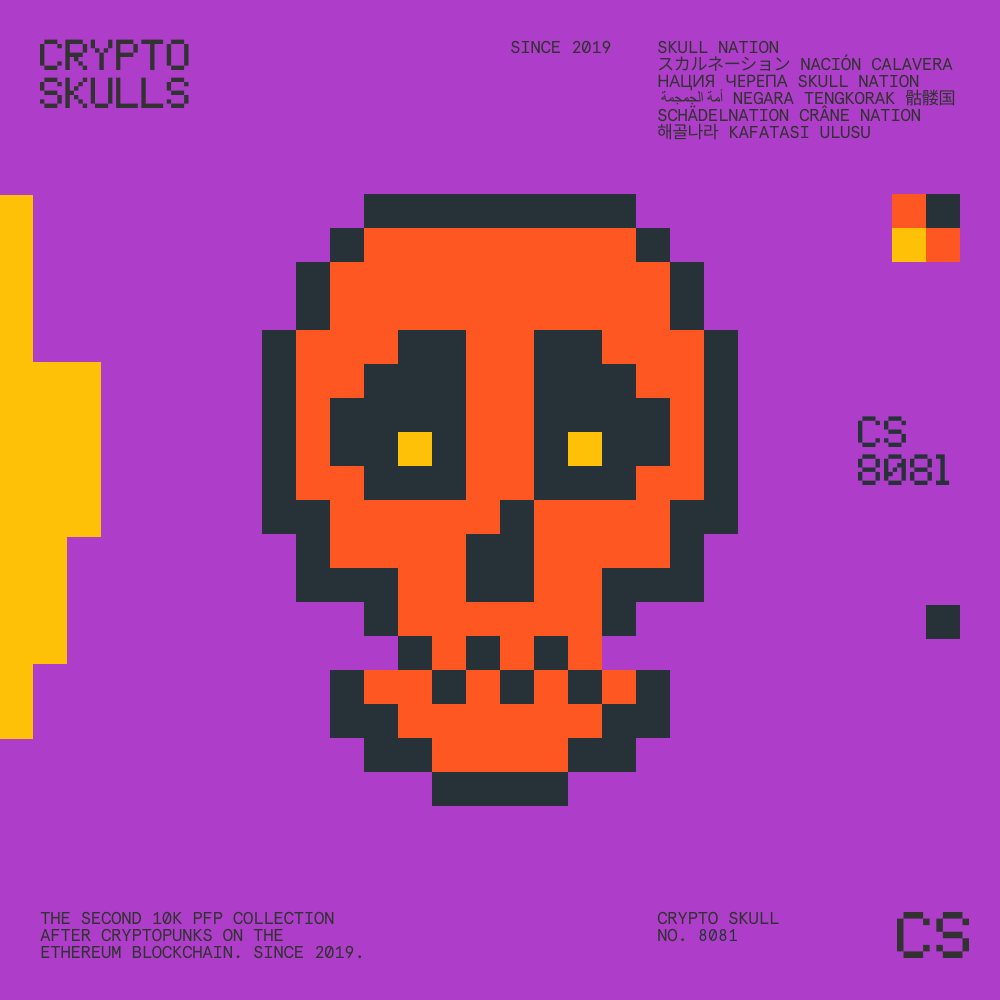 CRYPTO
SKULLS
SINCE 2019
SKULL NATION
スカルネーション NACIÓN CALAVERA
НАЦИЯ ЧЕРЕПА SKULL NATION
أمة الجمجمة NEGARA TENGKORAK 骷髅国
SCHÄDELNATION CRÂNE NATION
해골나라 KAFATASI ULUSU
CS
8081
THE SECOND 10K PFP COLLECTION
AFTER CRYPTOPUNKS ON THE
ETHEREUM BLOCKCHAIN. SINCE 2019.
CRYPTO SKULL
NO. 8081
CS